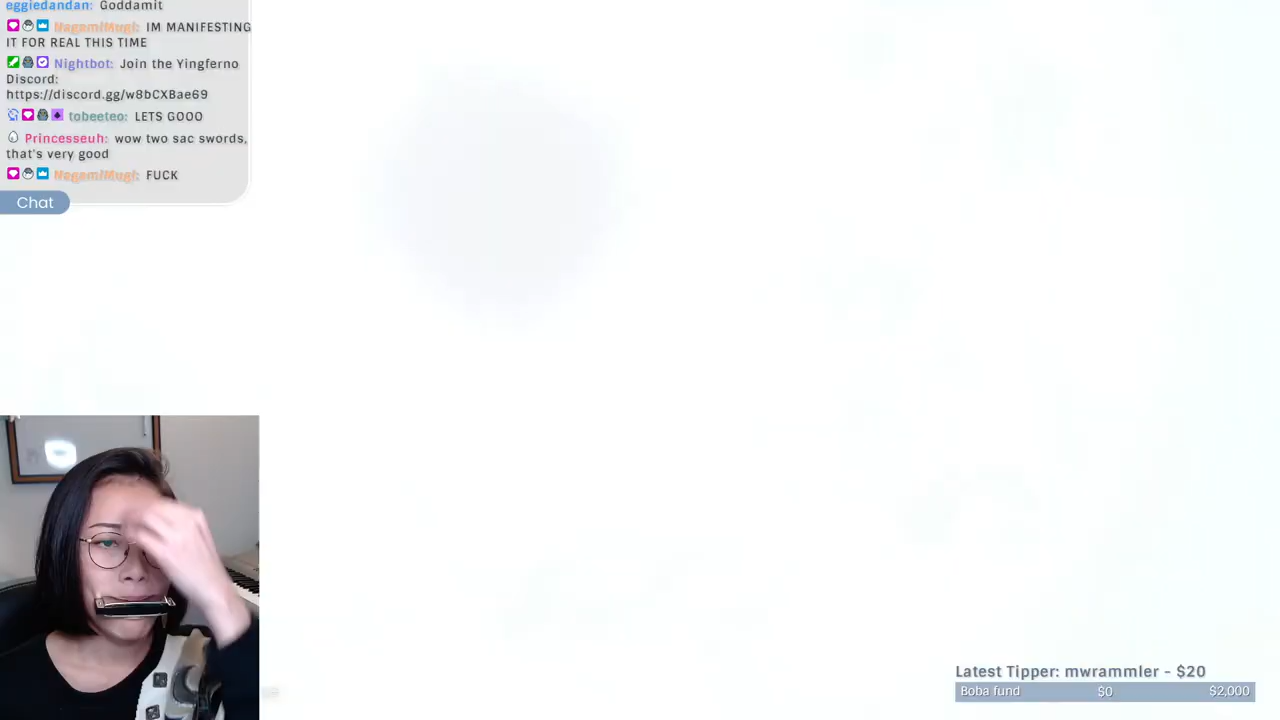 eggiedandan: Goddamit
NagamiMugi: IM MANIFESTING
IT FOR REAL THIS TIME
Nightbot: Join the Yingferno
Discord:
https://discord.gg/w8bCXBae69
tobeeteo: LETS GOOO
Princesseuh: wow two sac swords,
that's very good
NagamiMugi: FUCK
Chat
Latest Tipper: mwrammler - $20
Boba fund $0 $2,000